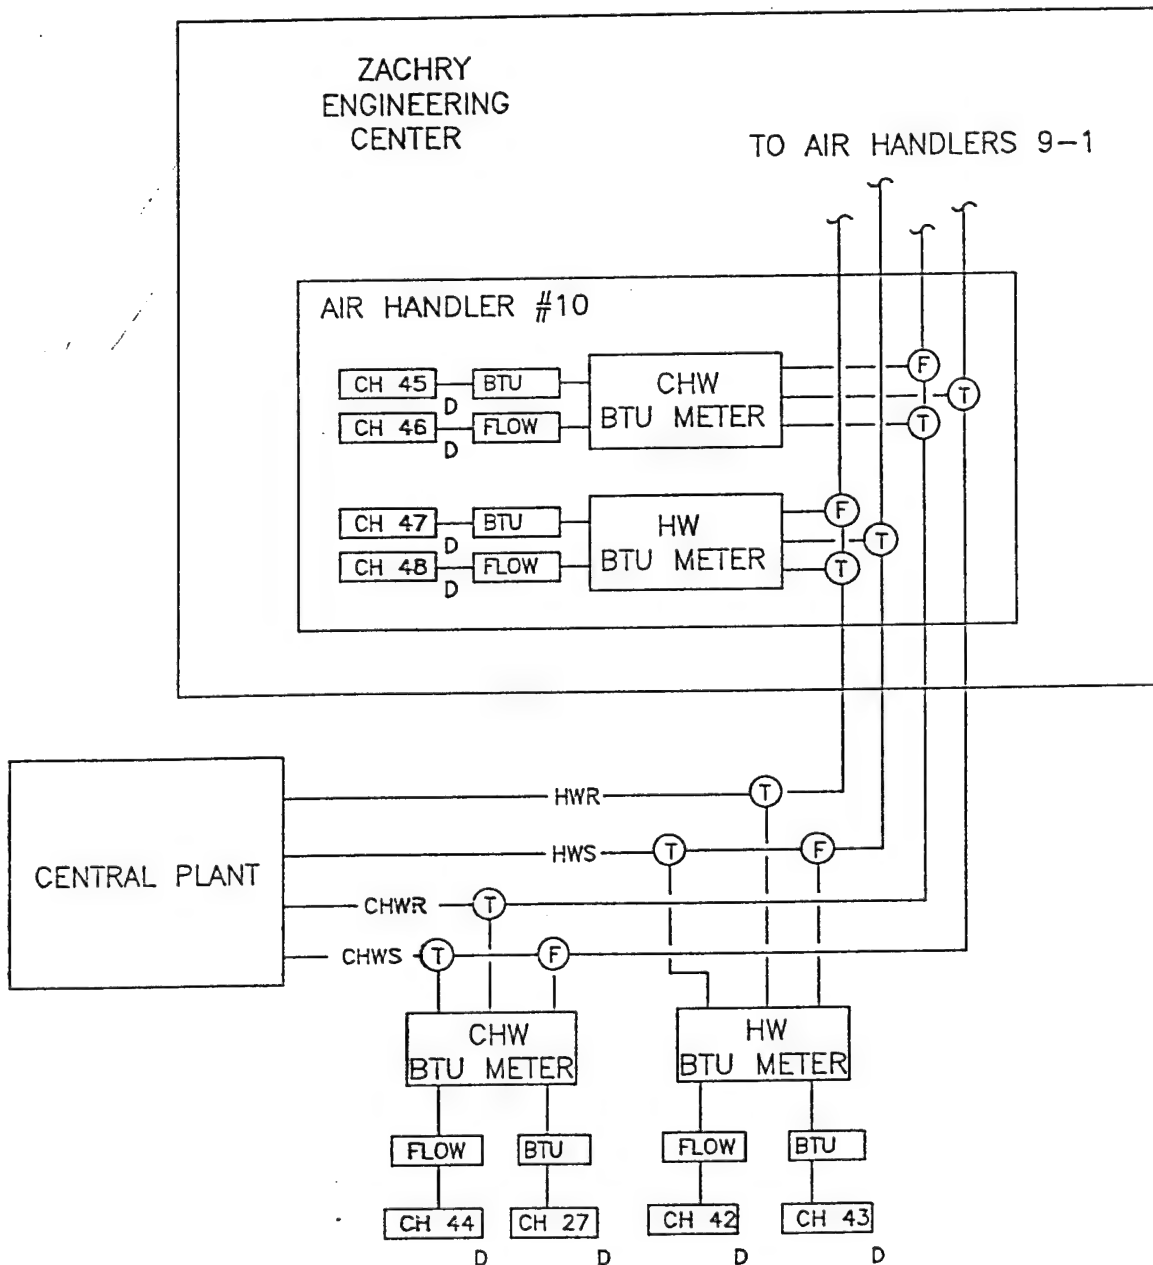 ZACHRY
ENGINEERING
CENTER
TO AIR HANDLERS 9-1
AIR HANDLER #10
CH 45
D
BTU
CH 46
D
FLOW
CHW
BTU METER
F
T
T
CH 47
D
BTU
CH 48
D
FLOW
HW
BTU METER
F
T
T
CENTRAL PLANT
HWR
T
HWS
T
F
CHWR
T
CHWS
T
F
CHW
BTU METER
HW
BTU METER
FLOW
BTU
FLOW
BTU
CH 44
CH 27
CH 42
CH 43
D
D
D
D